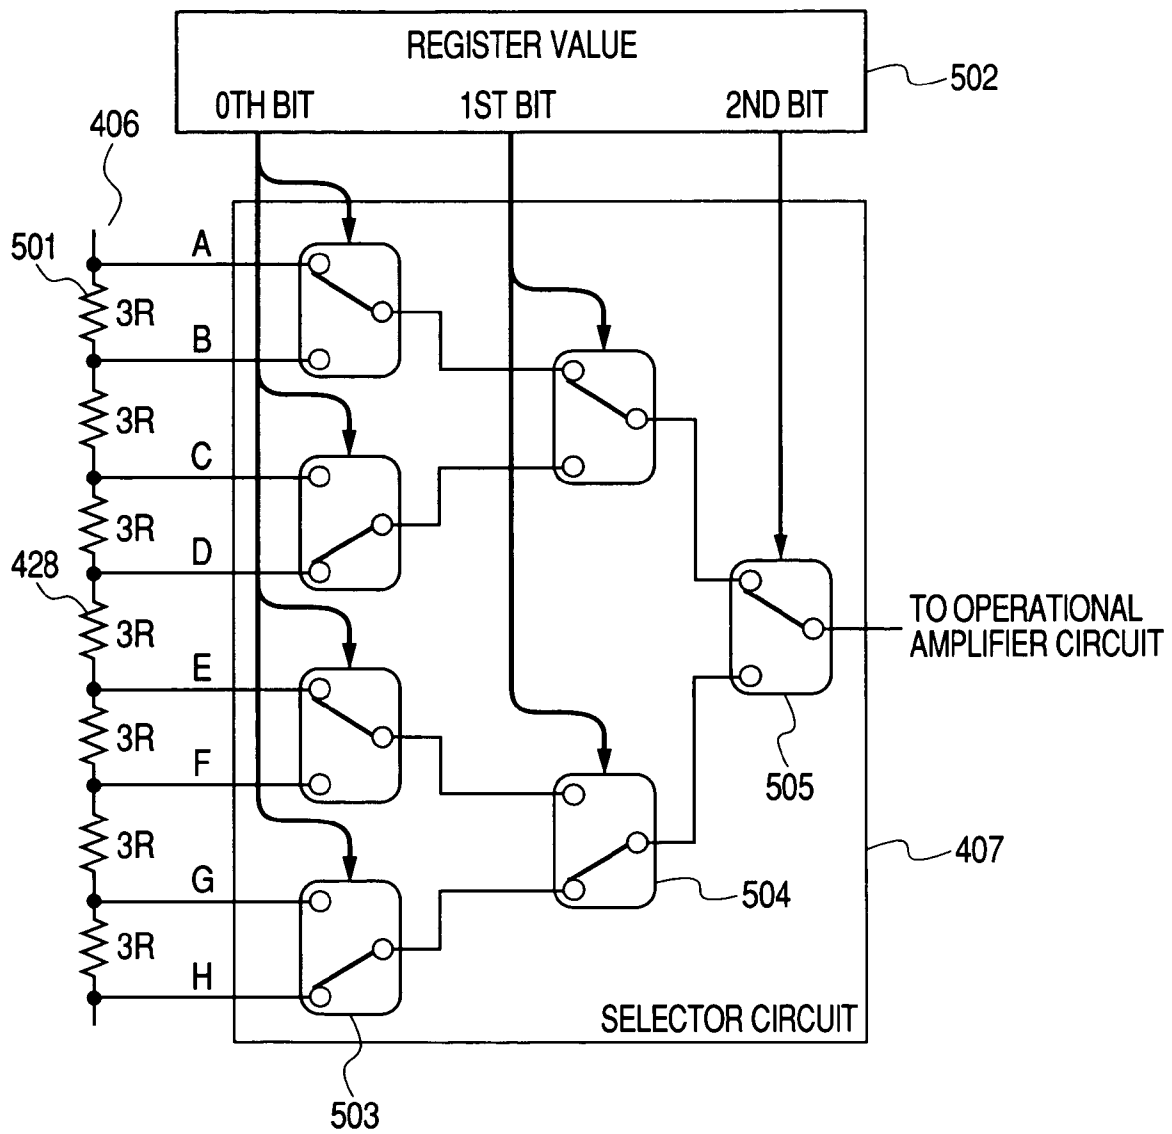 REGISTER VALUE
0TH BIT 1ST BIT 2ND BIT
502
406
501
A
3R
B
3R
C
3R
D
428
3R
E
3R
F
3R
G
3R
H
TO OPERATIONAL
AMPLIFIER CIRCUIT
505
407
504
SELECTOR CIRCUIT
503